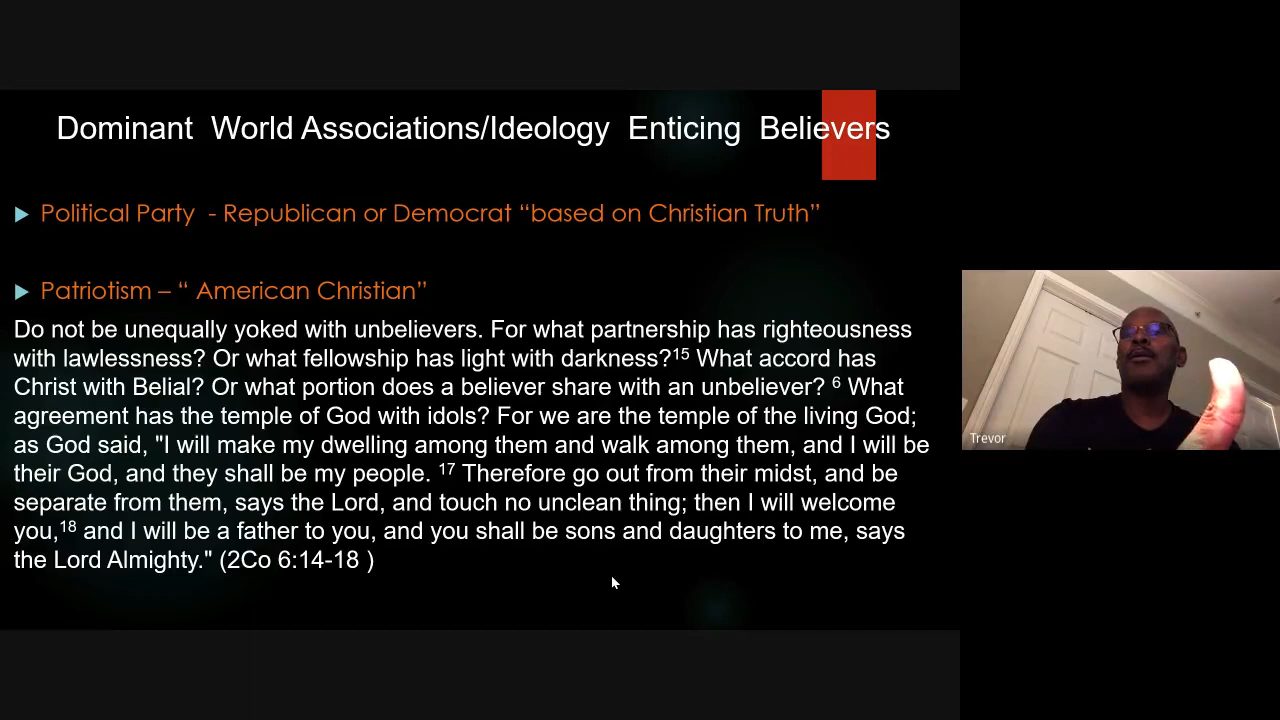 Dominant World Associations/Ideology Enticing Believers
Political Party - Republican or Democrat “based on Christian Truth”
Patriotism – “ American Christian”
Do not be unequally yoked with unbelievers. For what partnership has righteousness
with lawlessness? Or what fellowship has light with darkness?15 What accord has
Christ with Belial? Or what portion does a believer share with an unbeliever? 6 What
agreement has the temple of God with idols? For we are the temple of the living God;
as God said, "I will make my dwelling among them and walk among them, and I will be
their God, and they shall be my people. 17 Therefore go out from their midst, and be
separate from them, says the Lord, and touch no unclean thing; then I will welcome
you,18 and I will be a father to you, and you shall be sons and daughters to me, says
the Lord Almighty." (2Co 6:14-18 )
Trevor